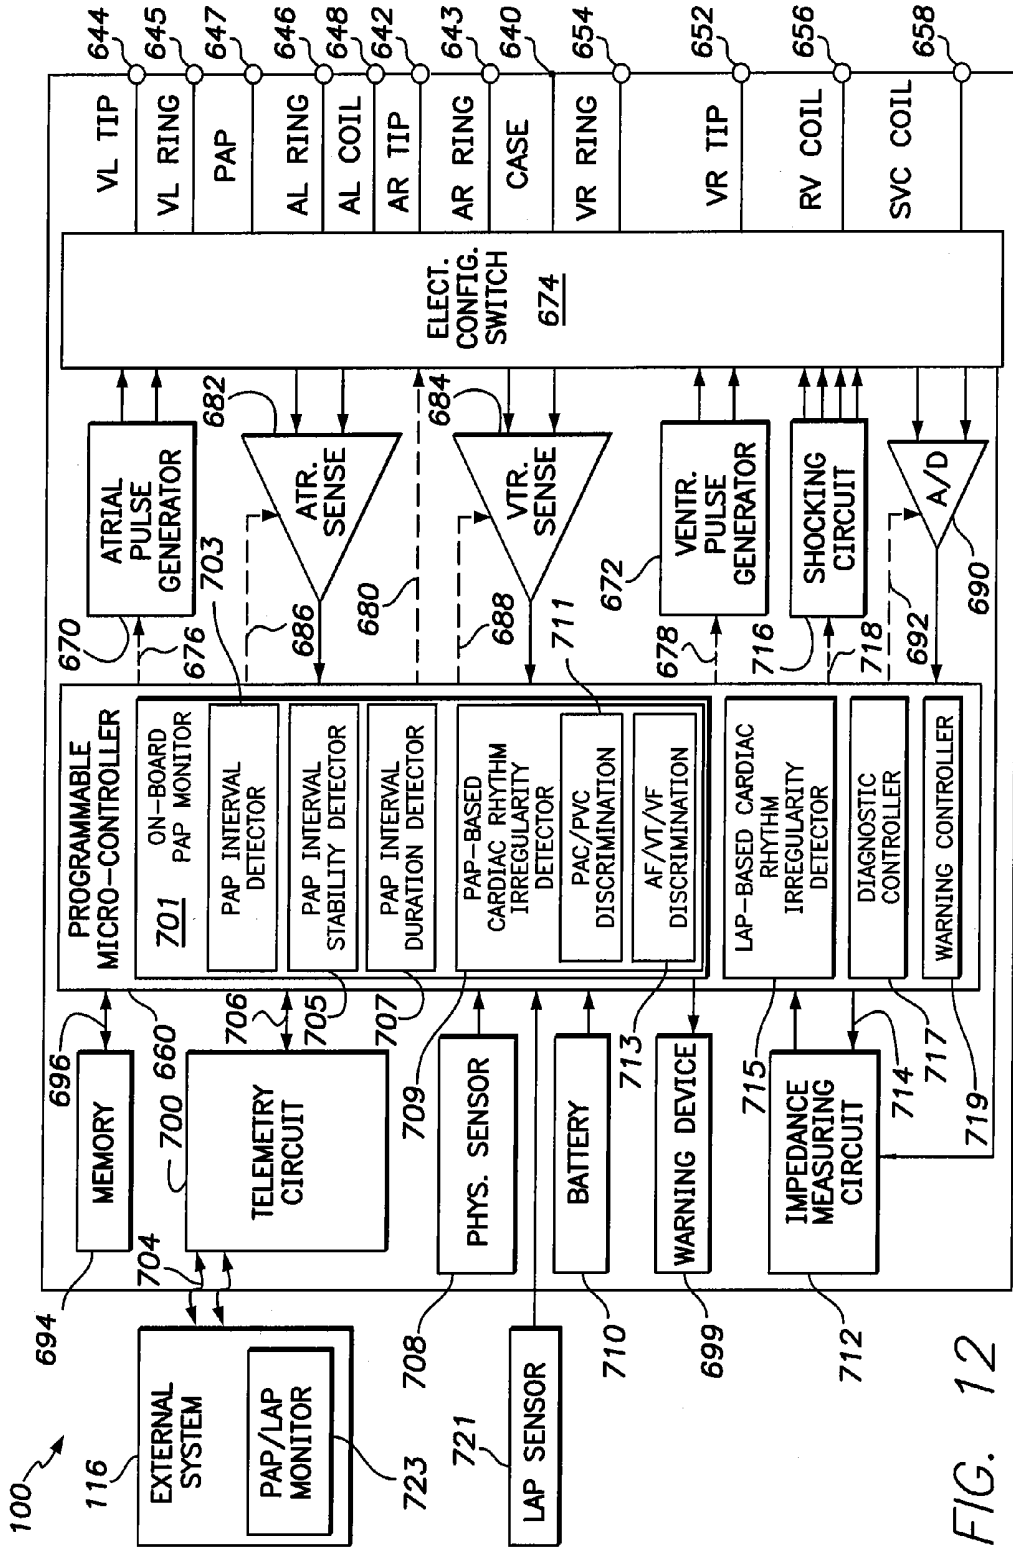 644
645
647
646
648
642
643
640
654
652
656
658
VL TIP
VL RING
PAP
AL RING
AL COIL
AR TIP
AR RING
CASE
VR RING
VR TIP
RV COIL
SVC COIL
ELECT.
CONFIG.
SWITCH
674
ATRIAL
PULSE
GENERATOR
670
676
682
ATR.
SENSE
703
686
680
684
VTR.
SENSE
688
711
VENTR.
PULSE
GENERATOR
672
678
SHOCKING
CIRCUIT
716
718
A/D
690
692
PROGRAMMABLE
MICRO-CONTROLLER
ON-BOARD
PAP MONITOR
701
PAP INTERVAL
DETECTOR
PAP INTERVAL
STABILITY DETECTOR
PAP INTERVAL
DURATION DETECTOR
PAP-BASED
CARDIAC RHYTHM
IRREGULARITY
DETECTOR
PAC/PVC
DISCRIMINATION
AF/VT/VF
DISCRIMINATION
LAP-BASED CARDIAC
RHYTHM
IRREGULARITY
DETECTOR
DIAGNOSTIC
CONTROLLER
WARNING CONTROLLER
696
660
700
706
705
707
709
713
715
714
717
719
MEMORY
694
TELEMETRY
CIRCUIT
704
PHYS. SENSOR
708
BATTERY
710
WARNING DEVICE
699
IMPEDANCE
MEASURING
CIRCUIT
712
100
116
EXTERNAL
SYSTEM
PAP/LAP
MONITOR
723
721
LAP SENSOR
FIG. 12